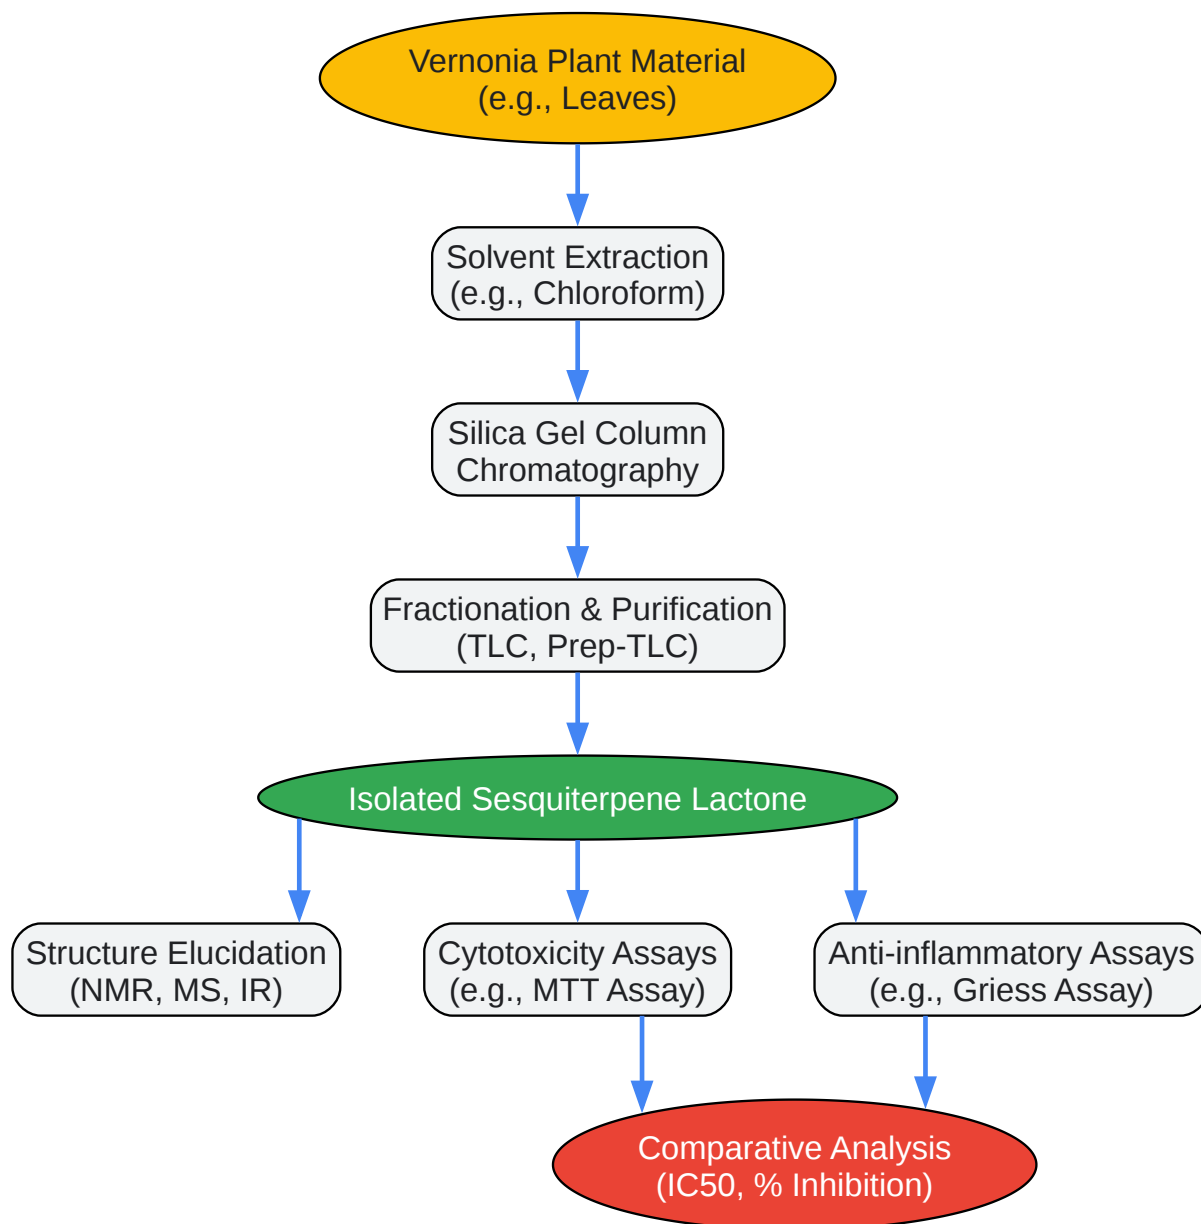 Vernonia Plant Material
(e.g., Leaves)
Solvent Extraction
(e.g., Chloroform)
Silica Gel Column
Chromatography
Fractionation & Purification
(TLC, Prep-TLC)
Isolated Sesquiterpene Lactone
Structure Elucidation
(NMR, MS, IR)
Cytotoxicity Assays
(e.g., MTT Assay)
Anti-inflammatory Assays
(e.g., Griess Assay)
Comparative Analysis
(IC50, % Inhibition)